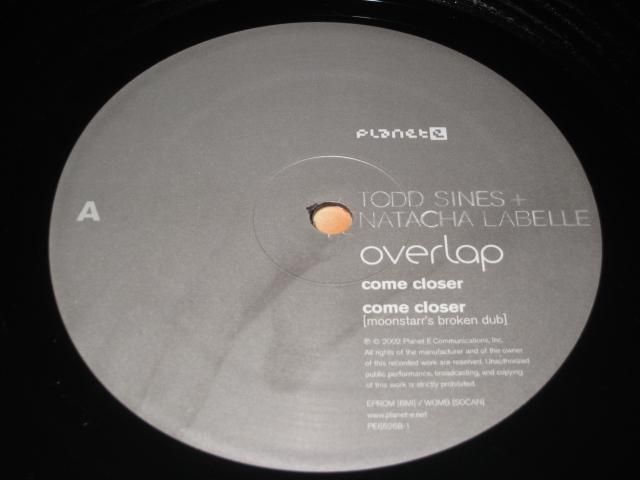 planet e
A
TODD SINES +
NATACHA LABELLE
overlap
come closer
come closer
[moonstarr's broken dub]
℗ © 2002 Planet E Communications, Inc.
All rights of the manufacturer and of the owner
of this recorded work are reserved. Unauthorized
public performance, broadcasting, and copying
of this work is strictly prohibited.
EPROM [BMI] / WOMB [SOCAN]
www.planet-e.net
PE65268-1